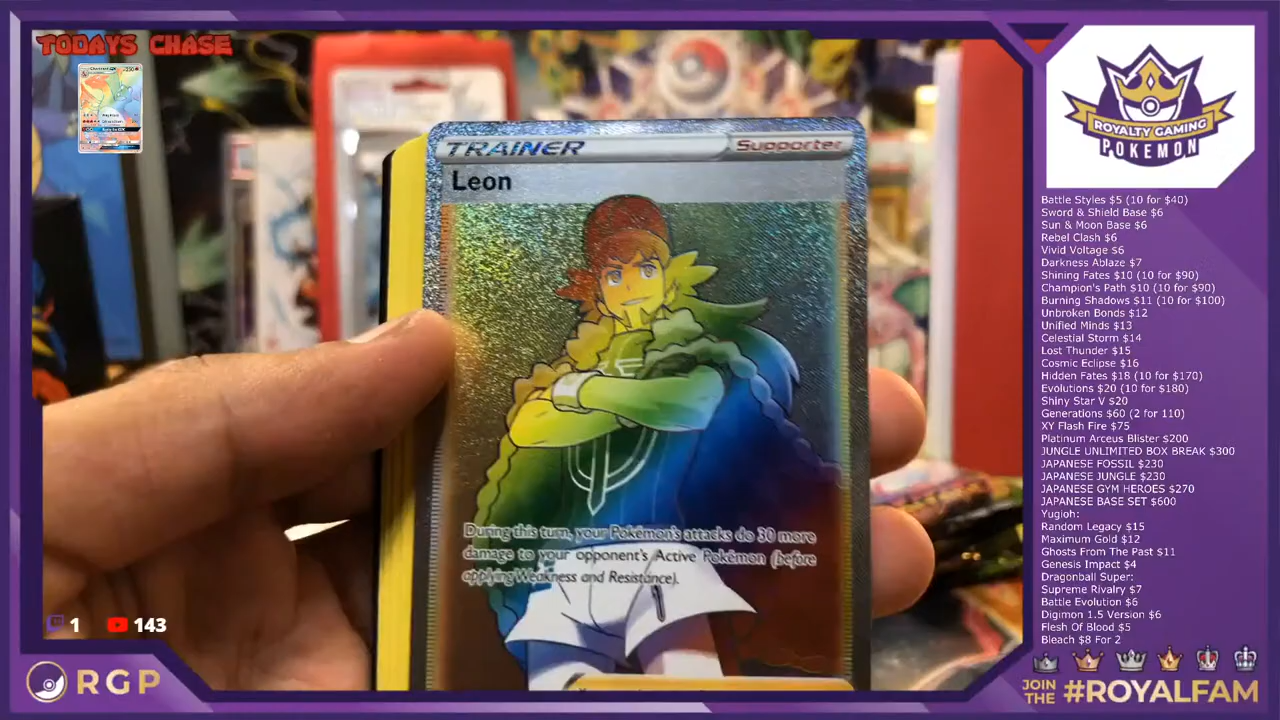 TODAYS CHASE
TRAINER
Supporter
Leon
During this turn, your Pokémon's attacks do 30 more
damage to your opponent's Active Pokémon (before
applying Weakness and Resistance).
1
143
RGP
ROYALTY GAMING
POKEMON
Battle Styles $5 (10 for $40)
Sword & Shield Base $6
Sun & Moon Base $6
Rebel Clash $6
Vivid Voltage $6
Darkness Ablaze $7
Shining Fates $10 (10 for $90)
Champion's Path $10 (10 for $90)
Burning Shadows $11 (10 for $100)
Unbroken Bonds $12
Unified Minds $13
Celestial Storm $14
Lost Thunder $15
Cosmic Eclipse $16
Hidden Fates $18 (10 for $170)
Evolutions $20 (10 for $180)
Shiny Star V $20
Generations $60 (2 for 110)
XY Flash Fire $75
Platinum Arceus Blister $200
JUNGLE UNLIMITED BOX BREAK $300
JAPANESE FOSSIL $230
JAPANESE JUNGLE $230
JAPANESE GYM HEROES $270
JAPANESE BASE SET $600
Yugioh:
Random Legacy $15
Maximum Gold $12
Ghosts From The Past $11
Genesis Impact $4
Dragonball Super:
Supreme Rivalry $7
Battle Evolution $6
Digimon 1.5 Version $6
Flesh Of Blood $5
Bleach $8 For 2
JOIN
THE
#ROYALFAM